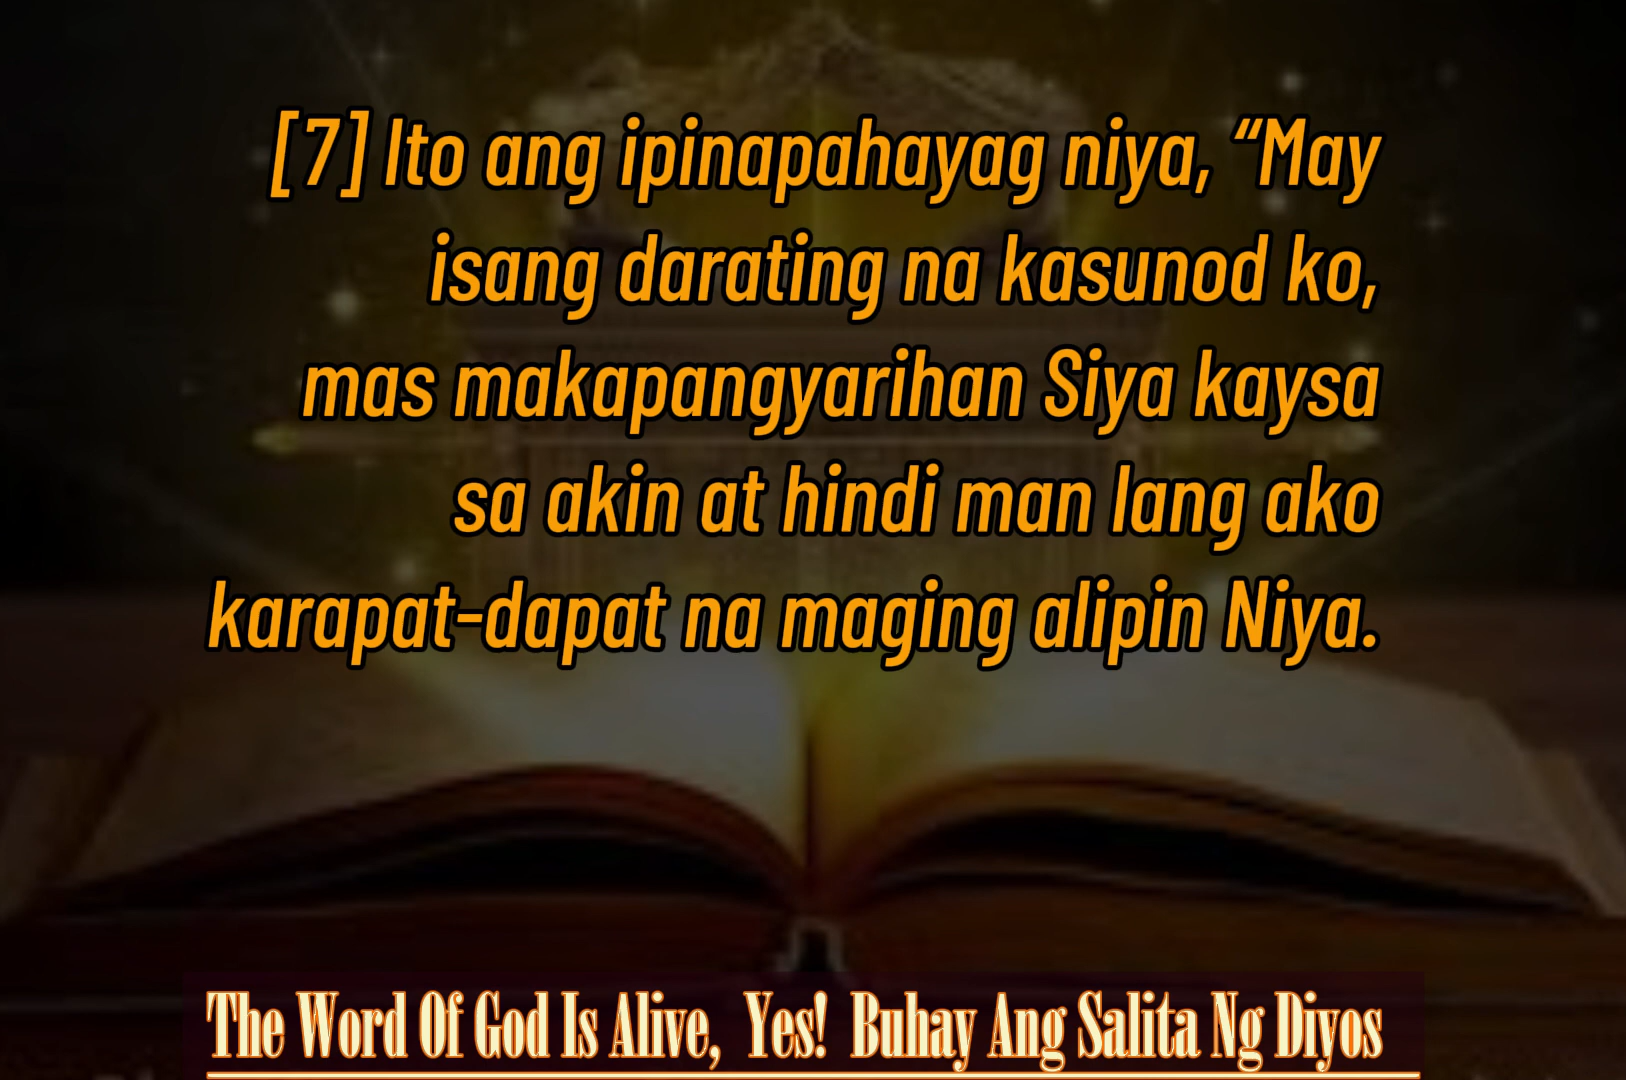 [7] Ito ang ipinapahayag niya, “May
isang darating na kasunod ko,
mas makapangyarihan Siya kaysa
sa akin at hindi man lang ako
karapat-dapat na maging alipin Niya.
The Word Of God Is Alive, Yes! Buhay Ang Salita Ng Diyos